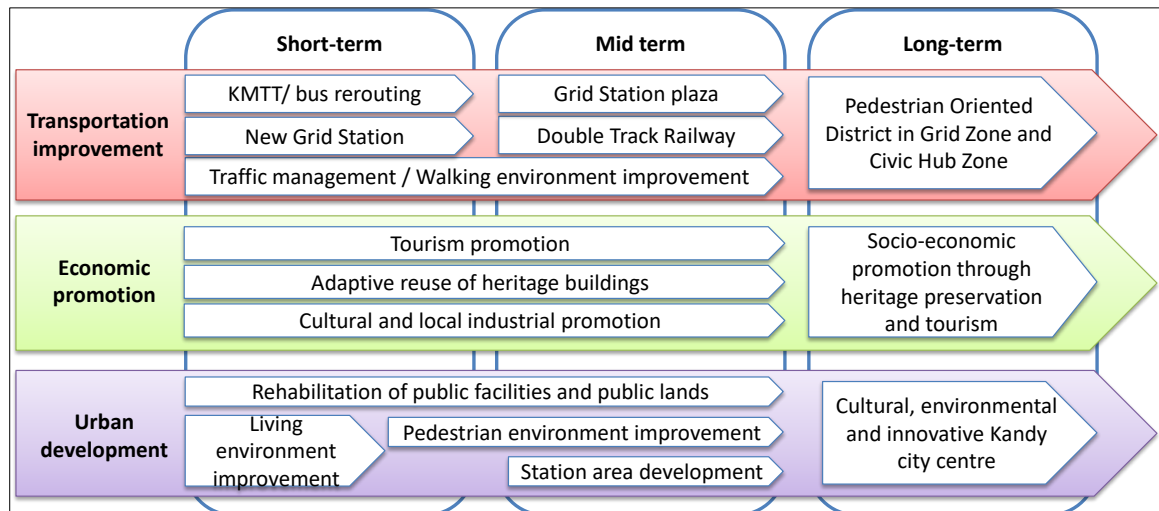 Short-term
Mid term
Long-term
Transportation
improvement
KMTT/ bus rerouting
Grid Station plaza
New Grid Station
Double Track Railway
Traffic management / Walking environment improvement
Pedestrian Oriented
District in Grid Zone and
Civic Hub Zone
Economic
promotion
Tourism promotion
Adaptive reuse of heritage buildings
Cultural and local industrial promotion
Socio-economic
promotion through
heritage preservation
and tourism
Urban
development
Rehabilitation of public facilities and public lands
Living
environment
improvement
Pedestrian environment improvement
Station area development
Cultural, environmental
and innovative Kandy
city centre